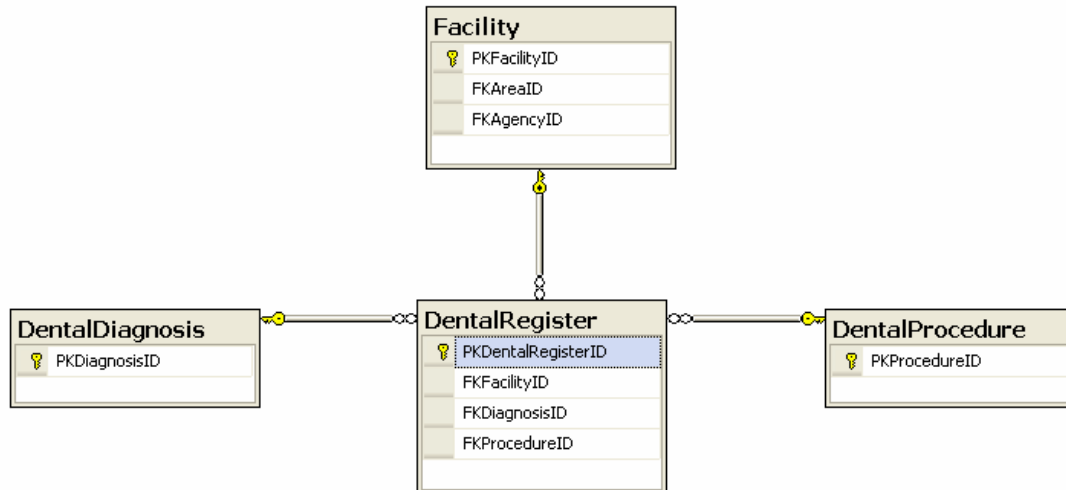 Facility
PKFacilityID
FKAreaID
FKAgencyID
DentalDiagnosis
PKDiagnosisID
DentalRegister
PKDentalRegisterID
FKFacilityID
FKDiagnosisID
FKProcedureID
DentalProcedure
PKProcedureID